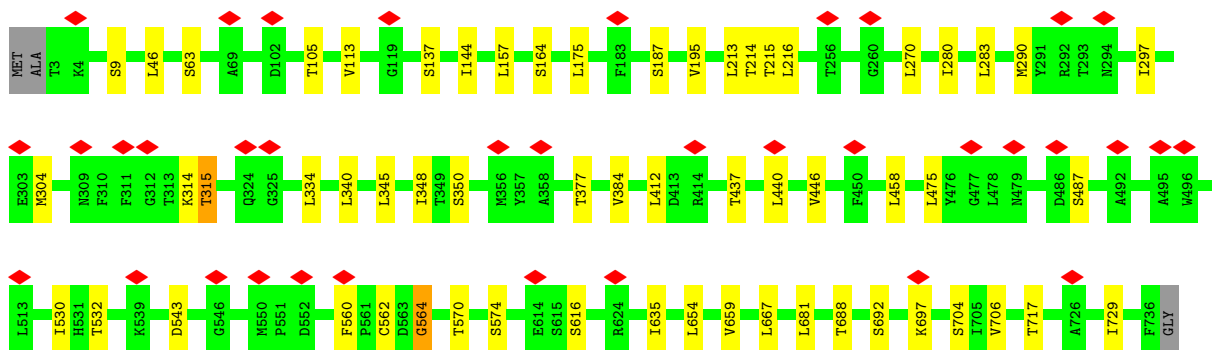 MET ALA T3 K4 S9 L46 S63 A69 D102 T105 V113 G119 S137 I144 L157 S164 L175 F183 S187 V195 L213 T214 T215 L216 T256 G260 L270 I280 L283 M290 Y291 R292 T293 N294 I297
E303 M304 N309 F310 F311 G312 T313 K314 T315 Q324 G325 L334 L340 L345 I348 T349 S350 M356 Y357 A358 T377 V384 L412 D413 R414 T437 L440 V446 F450 L458 L475 Y476 G477 L478 N479 D486 S487 A492 A495 W496
L513 I530 H531 T532 K539 D543 G546 M550 P551 D552 F560 P561 C562 D563 G564 T570 S574 E614 S615 S616 R624 I635 L654 V659 L667 L681 T688 S692 K697 S704 I705 V706 T717 A726 I729 F736 GLY